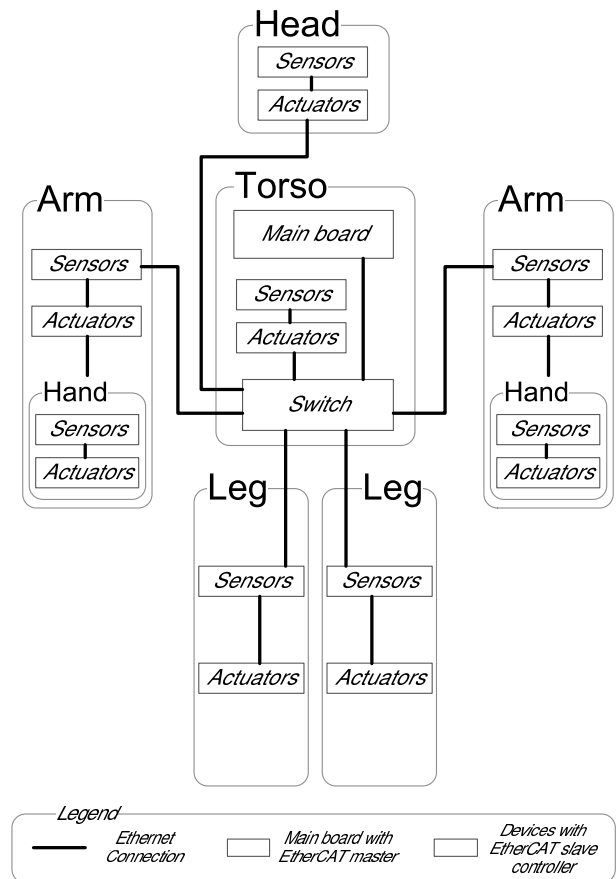 Head
Sensors
Actuators
Arm
Sensors
Actuators
Hand
Sensors
Actuators
Torso
Main board
Sensors
Actuators
Switch
Arm
Sensors
Actuators
Hand
Sensors
Actuators
Leg
Sensors
Actuators
Leg
Sensors
Actuators
Legend
Ethernet
Connection
Main board with
EtherCAT master
Devices with
EtherCAT slave
controller